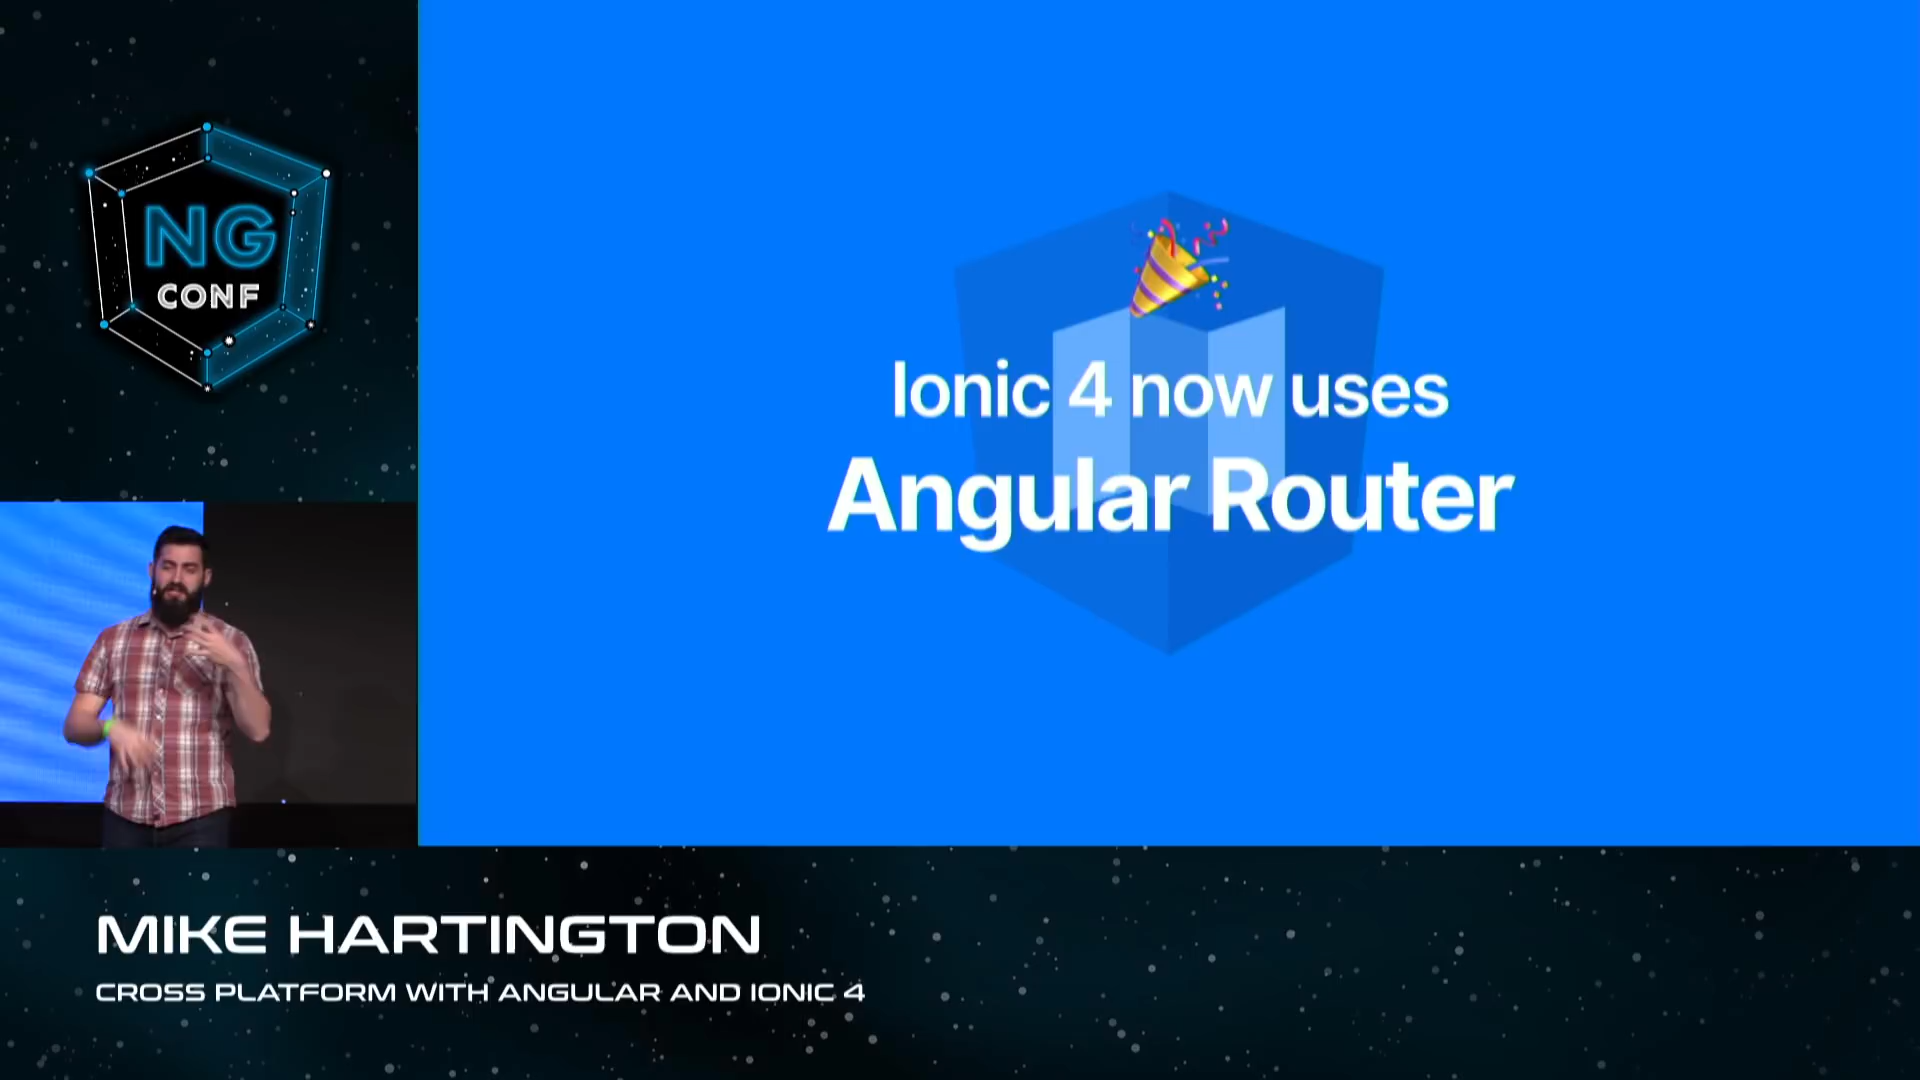 NG
CONF
Ionic 4 now uses
Angular Router
MIKE HARTINGTON
CROSS PLATFORM WITH ANGULAR AND IONIC 4